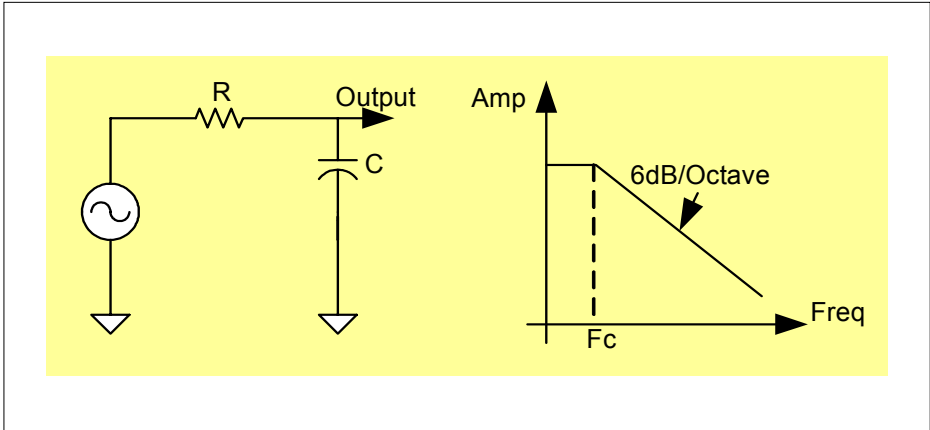 R
Output
C
Amp
6dB/Octave
Freq
Fc